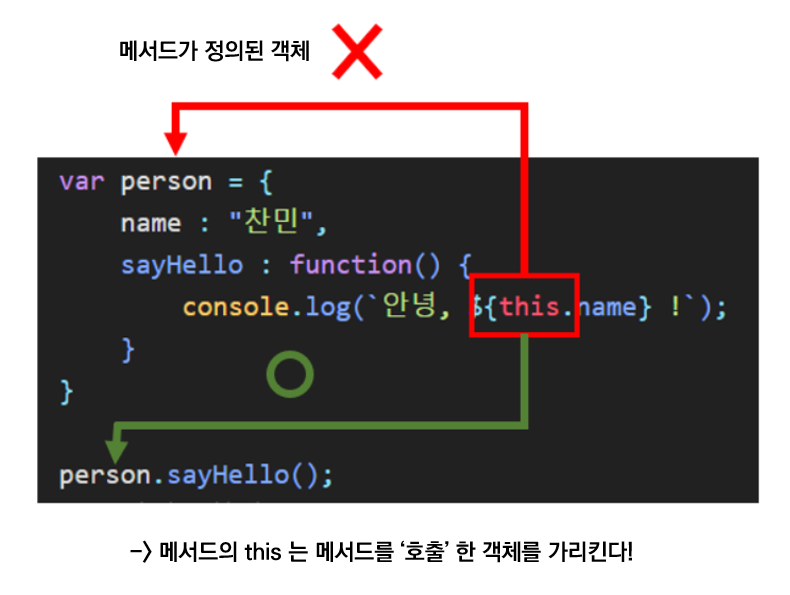 메서드가 정의된 객체
var person = {
name : "찬민",
sayHello : function() {
console.log(`안녕, ${this.name} !`);
}
}
person.sayHello();
-> 메서드의 this 는 메서드를 ‘호출’ 한 객체를 가리킨다!